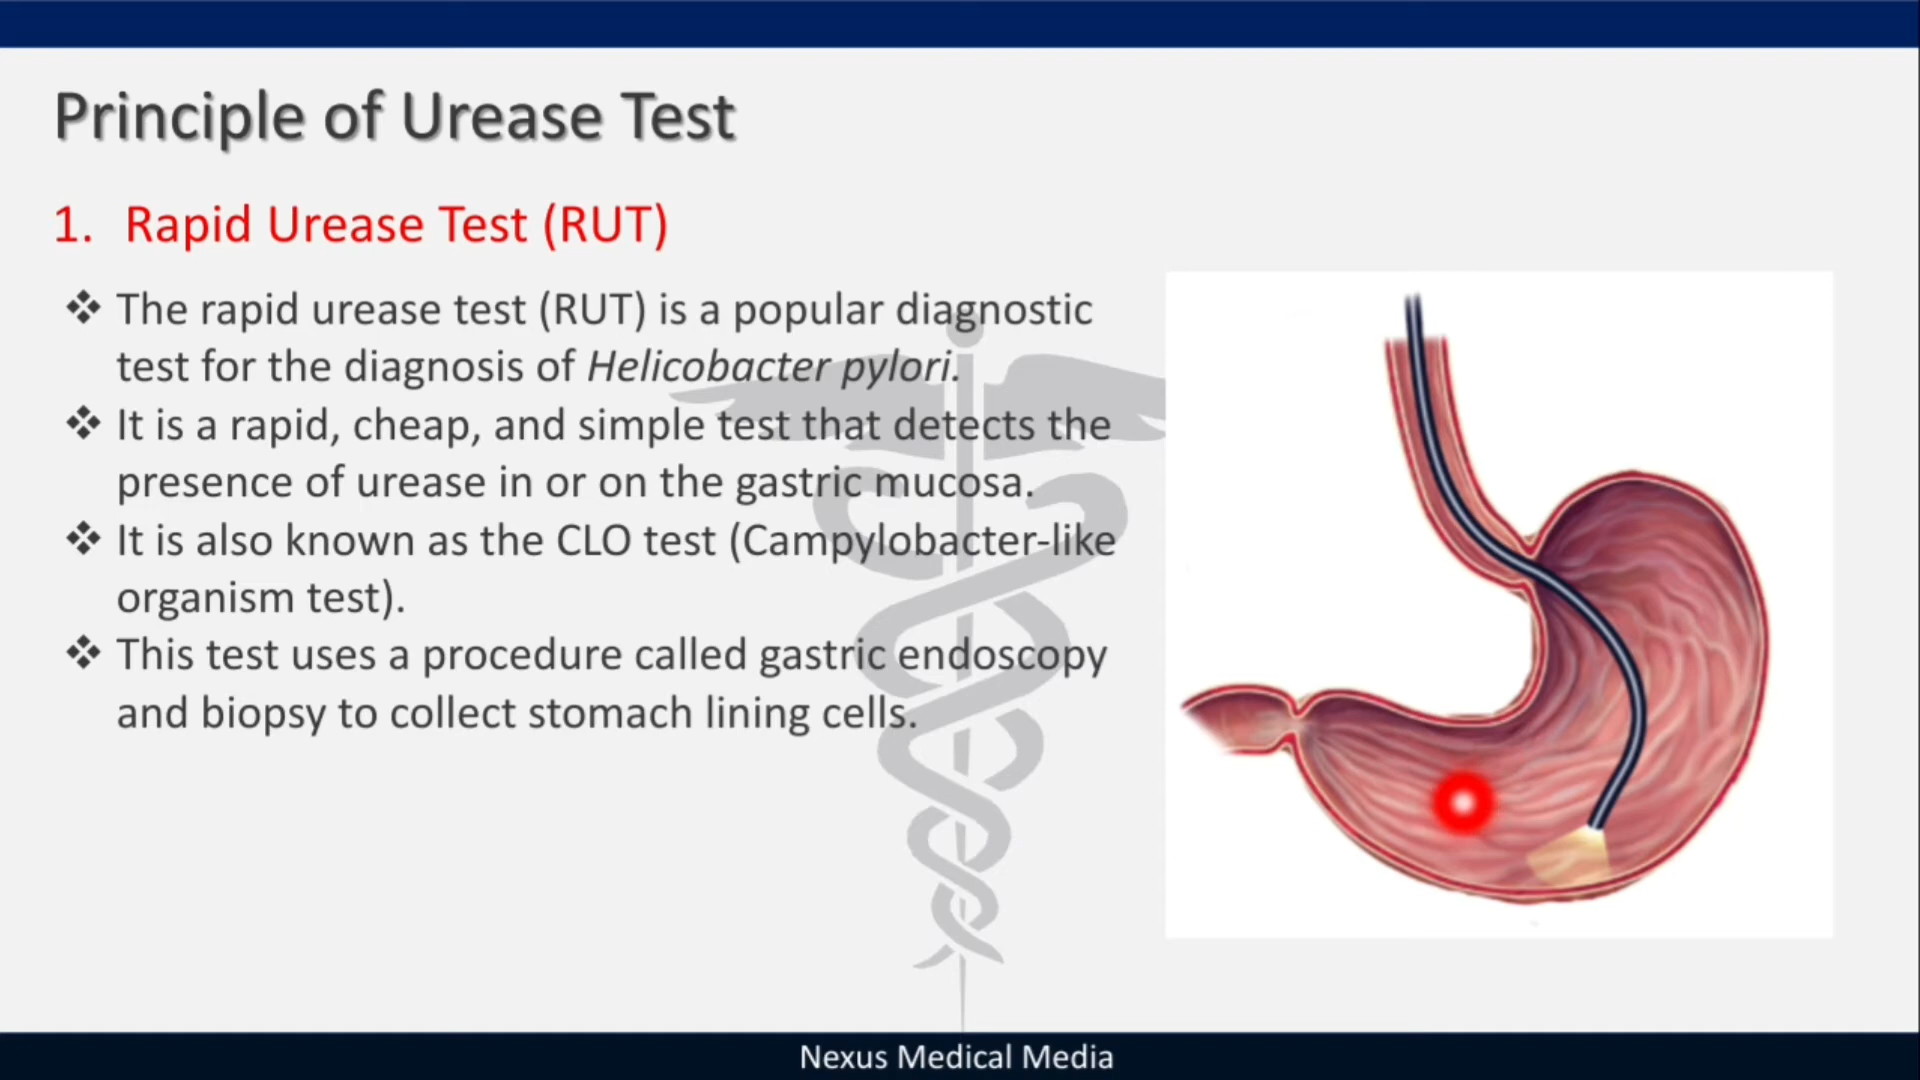 Principle of Urease Test
1. Rapid Urease Test (RUT)
❖ The rapid urease test (RUT) is a popular diagnostic
test for the diagnosis of Helicobacter pylori.
❖ It is a rapid, cheap, and simple test that detects the
presence of urease in or on the gastric mucosa.
❖ It is also known as the CLO test (Campylobacter-like
organism test).
❖ This test uses a procedure called gastric endoscopy
and biopsy to collect stomach lining cells.
Nexus Medical Media